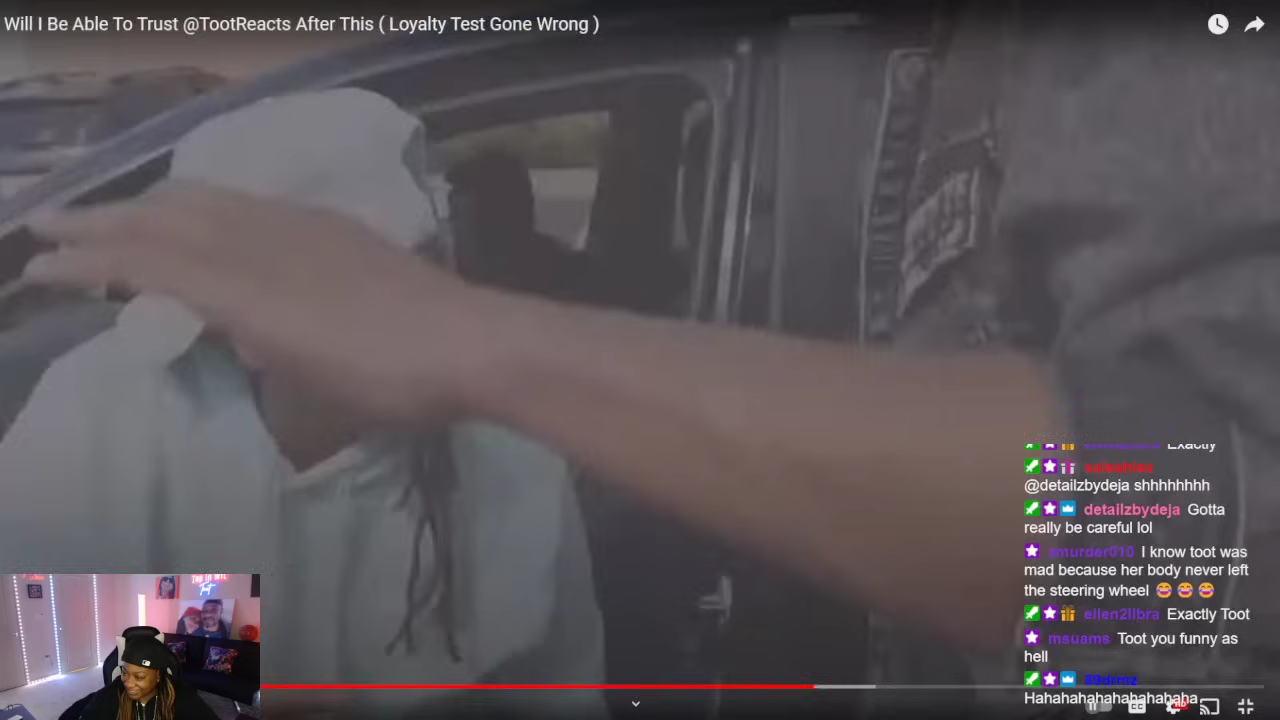 Will I Be Able To Trust @TootReacts After This ( Loyalty Test Gone Wrong )
Exactly
@detailzbydeja shhhhhhhh
detailzbydeja Gotta
really be careful lol
smurder010 I know toot was
mad because her body never left
the steering wheel 😂 😂 😂
ellen2libra Exactly Toot
msuams Toot you funny as
hell
Hahahahahahahahaha